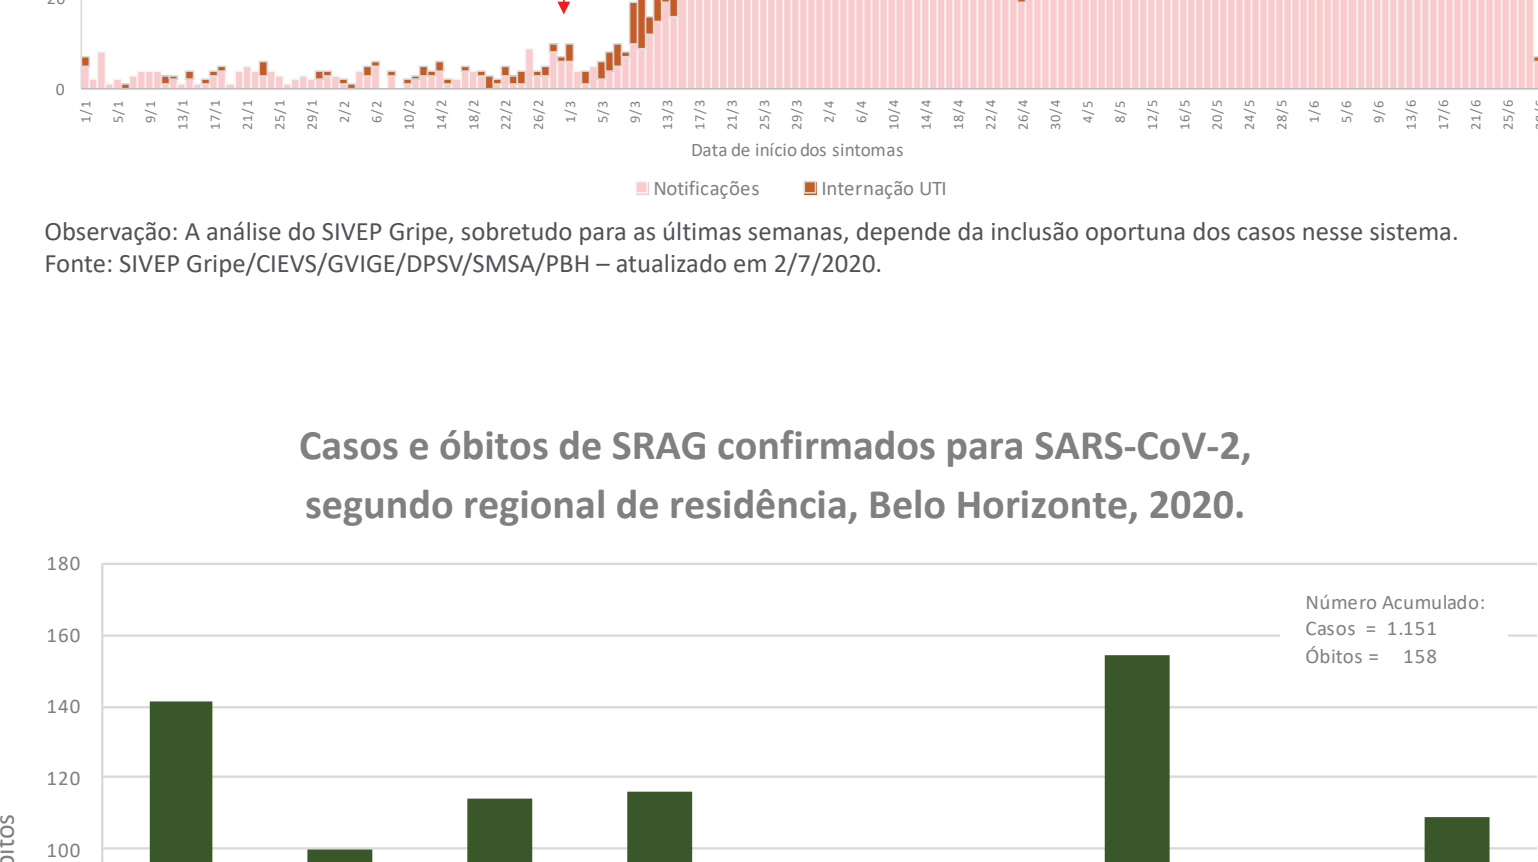 20
0
1/1 5/1 9/1 13/1 17/1 21/1 25/1 29/1 2/2 6/2 10/2 14/2 18/2 22/2 26/2 1/3 5/3 9/3 13/3 17/3 21/3 25/3 29/3 2/4 6/4 10/4 14/4 18/4 22/4 26/4 30/4 4/5 8/5 12/5 16/5 20/5 24/5 28/5 1/6 5/6 9/6 13/6 17/6 21/6 25/6
Data de início dos sintomas
Notificações Internação UTI
Observação: A análise do SIVEP Gripe, sobretudo para as últimas semanas, depende da inclusão oportuna dos casos nesse sistema.
Fonte: SIVEP Gripe/CIEVS/GVIGE/DPSV/SMSA/PBH – atualizado em 2/7/2020.
Casos e óbitos de SRAG confirmados para SARS-CoV-2,
segundo regional de residência, Belo Horizonte, 2020.
180
Número Acumulado:
160
Casos = 1.151
Óbitos = 158
140
120
100